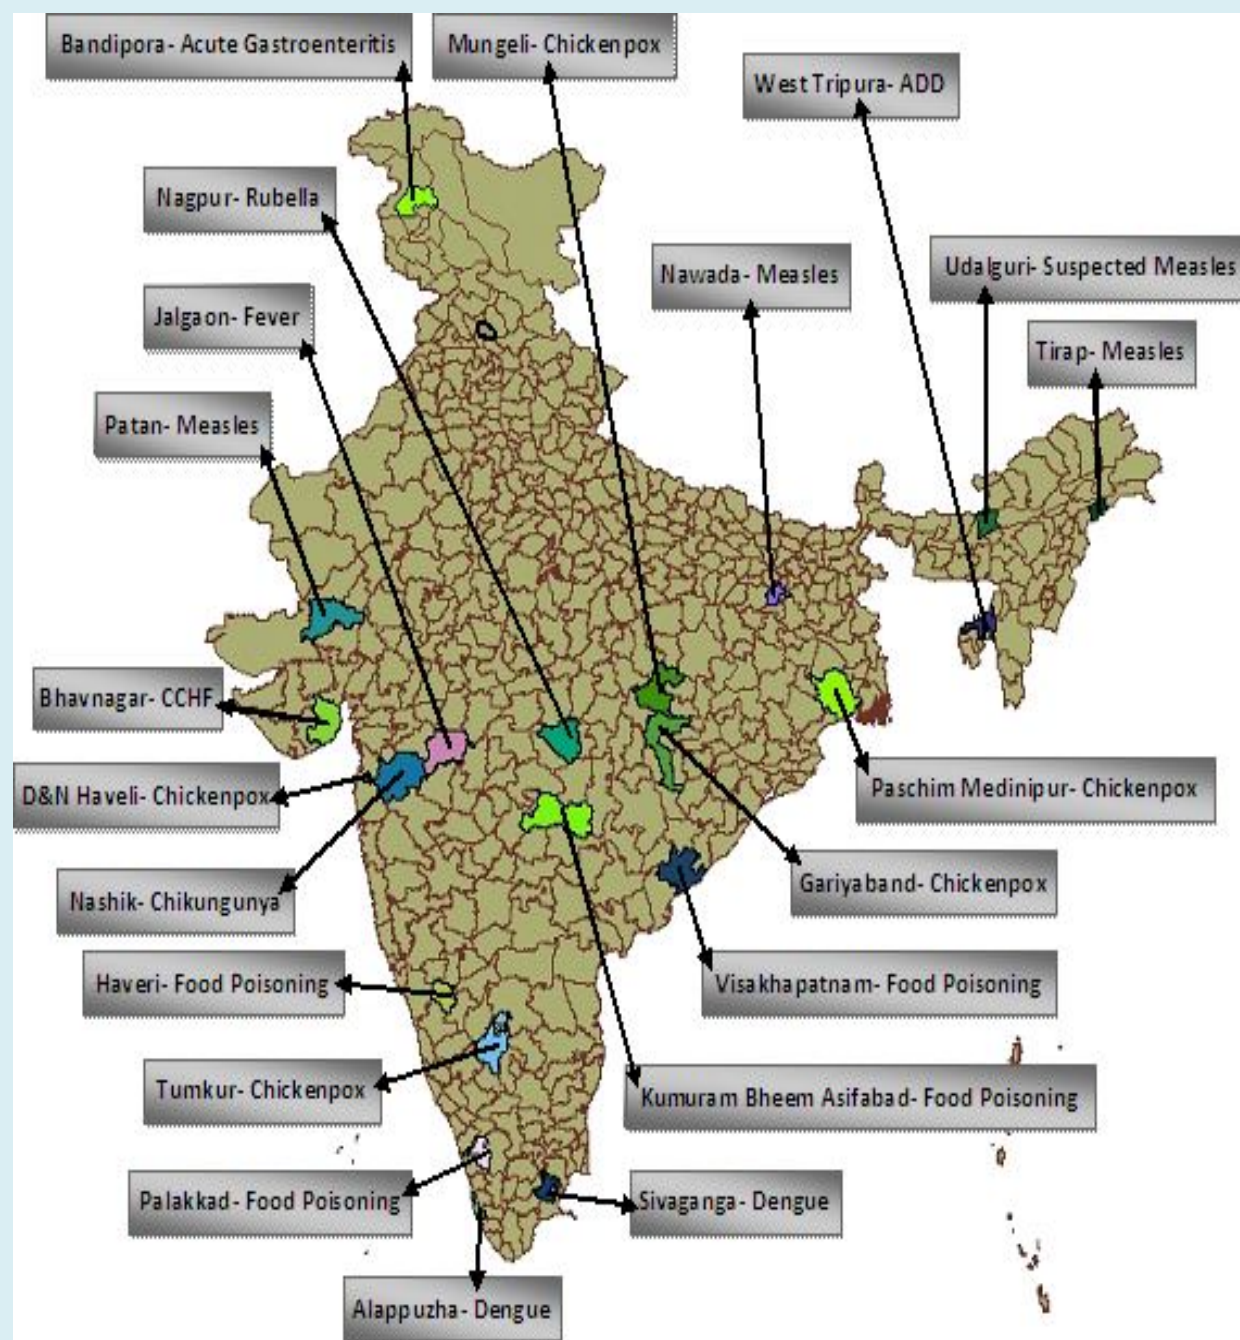 Bandipora- Acute Gastroenteritis
Mungeli- Chickenpox
West Tripura- ADD
Nagpur- Rubella
Nawada- Measles
Udalguri- Suspected Measles
Jalgaon- Fever
Tirap- Measles
Patan- Measles
Bhavnagar- CCHF
D&N Haveli- Chickenpox
Paschim Medinipur- Chickenpox
Nashik- Chikungunya
Gariyaband- Chickenpox
Haveri- Food Poisoning
Visakhapatnam- Food Poisoning
Tumkur- Chickenpox
Kumuram Bheem Asifabad- Food Poisoning
Palakkad- Food Poisoning
Sivaganga- Dengue
Alappuzha- Dengue